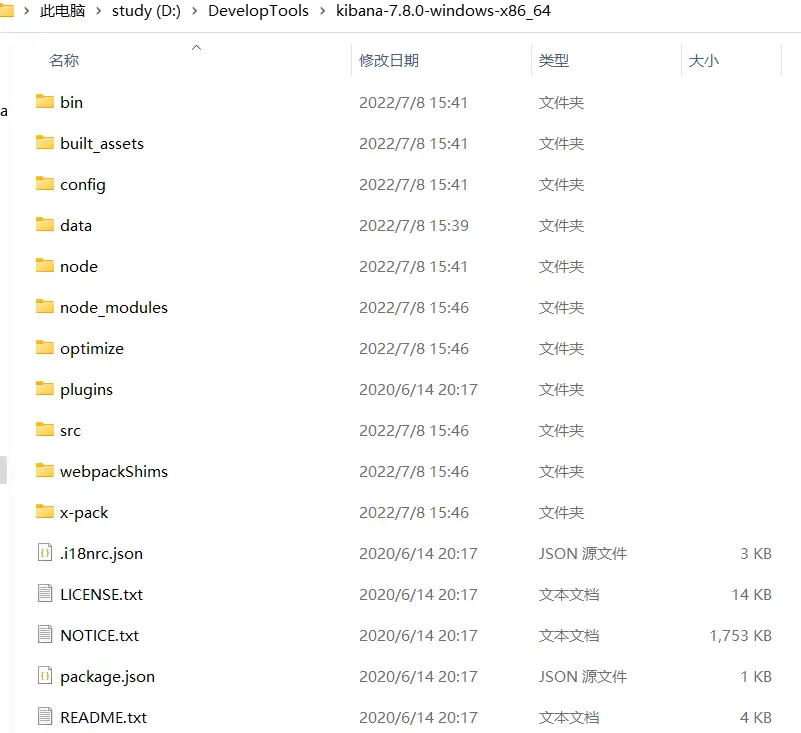 此电脑 › study (D:) › DevelopTools › kibana-7.8.0-windows-x86_64
名称 修改日期 类型 大小
bin 2022/7/8 15:41 文件夹
a
built_assets 2022/7/8 15:41 文件夹
config 2022/7/8 15:41 文件夹
data 2022/7/8 15:39 文件夹
node 2022/7/8 15:41 文件夹
node_modules 2022/7/8 15:46 文件夹
optimize 2022/7/8 15:46 文件夹
plugins 2020/6/14 20:17 文件夹
src 2022/7/8 15:46 文件夹
webpackShims 2022/7/8 15:46 文件夹
x-pack 2022/7/8 15:46 文件夹
.i18nrc.json 2020/6/14 20:17 JSON 源文件 3 KB
LICENSE.txt 2020/6/14 20:17 文本文档 14 KB
NOTICE.txt 2020/6/14 20:17 文本文档 1,753 KB
package.json 2020/6/14 20:17 JSON 源文件 1 KB
README.txt 2020/6/14 20:17 文本文档 4 KB